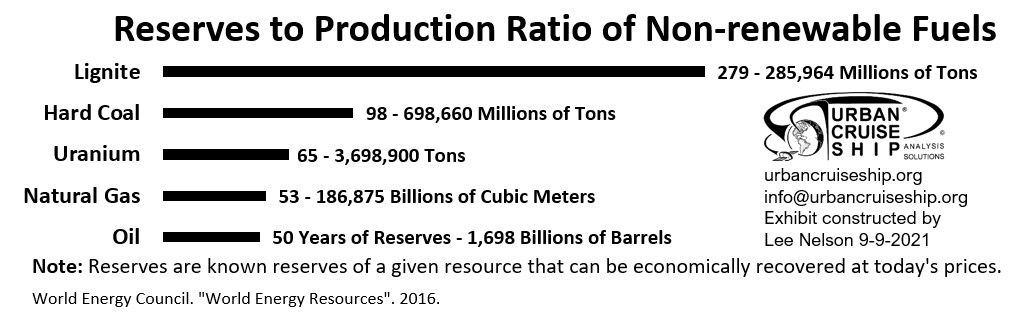 Reserves to Production Ratio of Non-renewable Fuels
Lignite 279 - 285,964 Millions of Tons
Hard Coal 98 - 698,660 Millions of Tons
Uranium 65 - 3,698,900 Tons
Natural Gas 53 - 186,875 Billions of Cubic Meters
Oil 50 Years of Reserves - 1,698 Billions of Barrels
URBAN®
CRUISE ©
SHIP ANALYSIS
SOLUTIONS
urbancruiseship.org
info@urbancruiseship.org
Exhibit constructed by
Lee Nelson 9-9-2021
Note: Reserves are known reserves of a given resource that can be economically recovered at today's prices.
World Energy Council. "World Energy Resources". 2016.